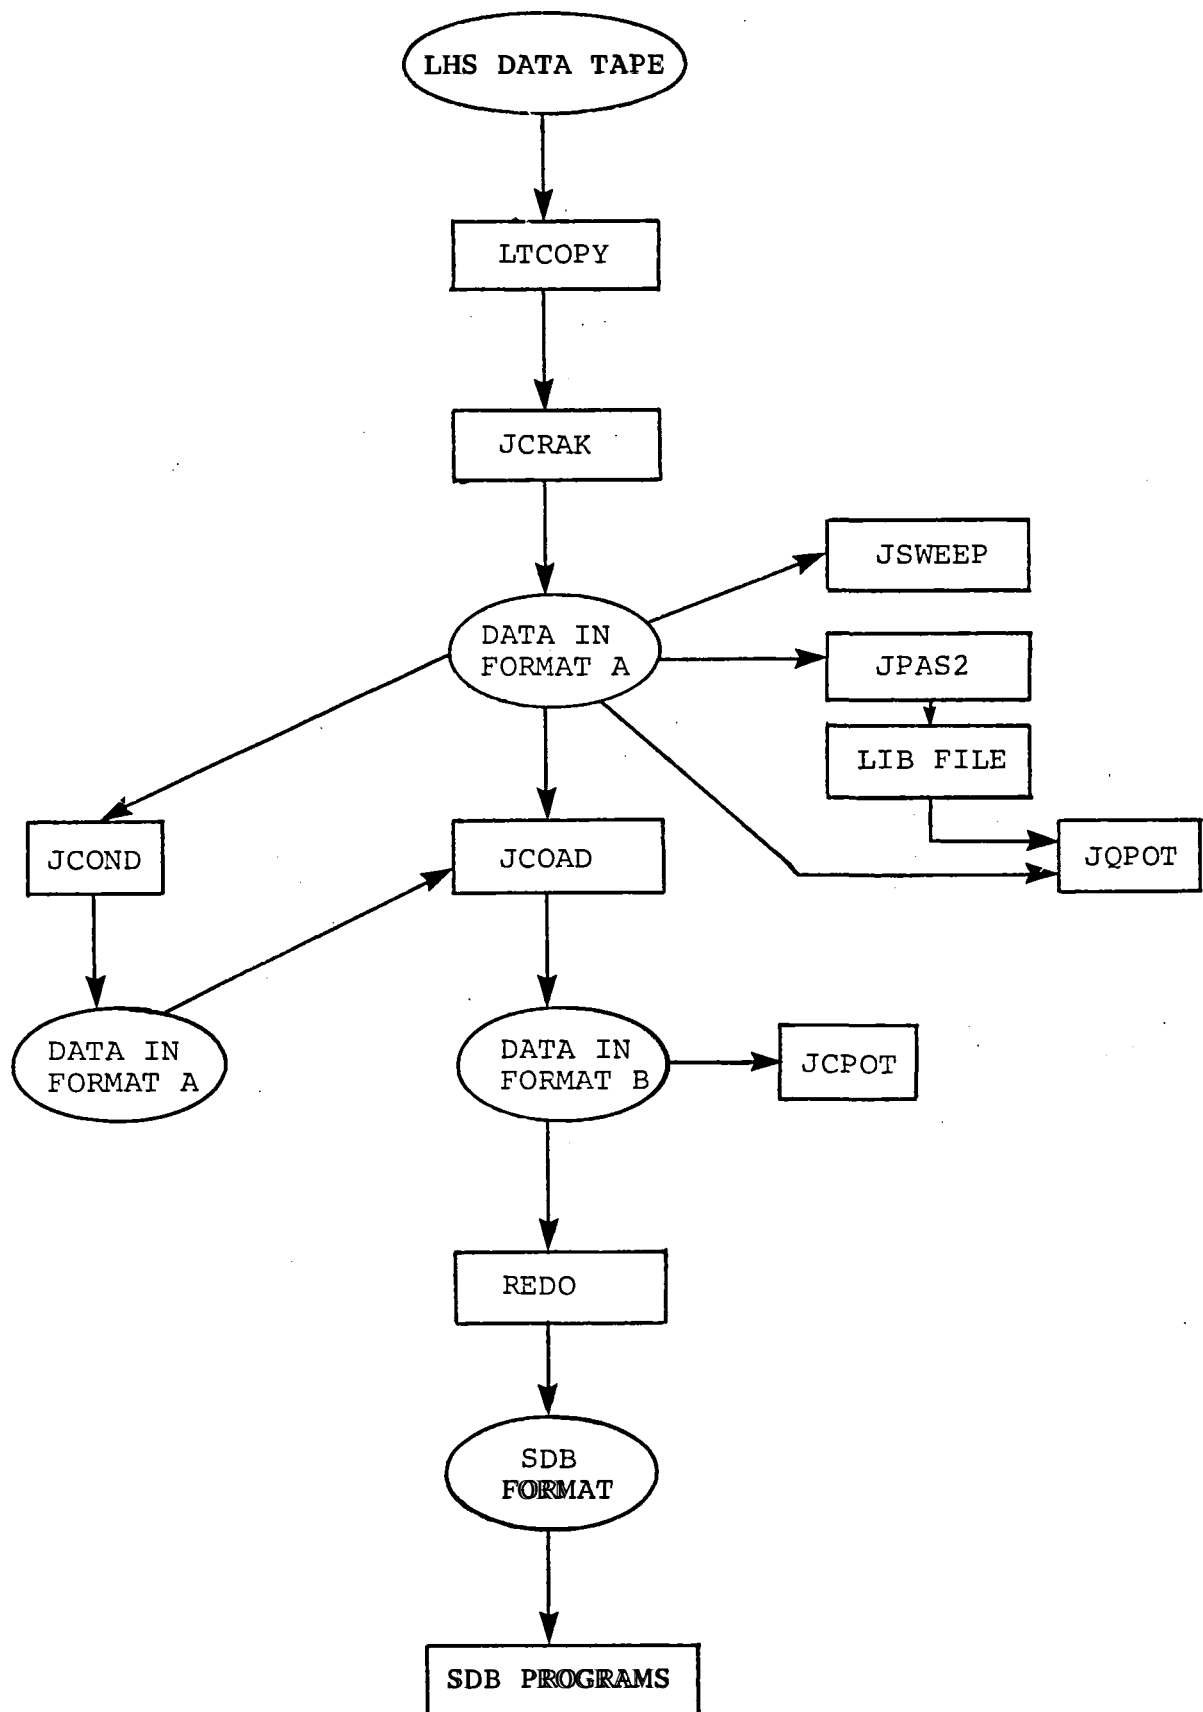 LHS DATA TAPE
LTCOPY
JCRAK
JSWEEP
DATA IN
FORMAT A
JPAS2
LIB FILE
JCOND
JCOAD
JQPOT
DATA IN
FORMAT A
DATA IN
FORMAT B
JCPOT
REDO
SDB
FORMAT
SDB PROGRAMS